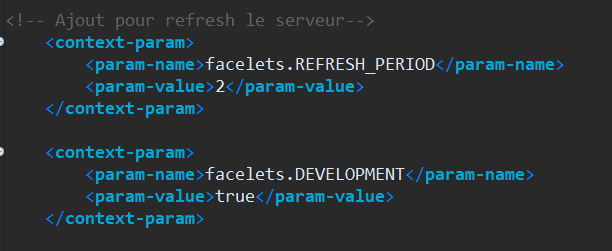 <!-- Ajout pour refresh le serveur-->
<context-param>
<param-name>facelets.REFRESH_PERIOD</param-name>
<param-value>2</param-value>
</context-param>
<context-param>
<param-name>facelets.DEVELOPMENT</param-name>
<param-value>true</param-value>
</context-param>